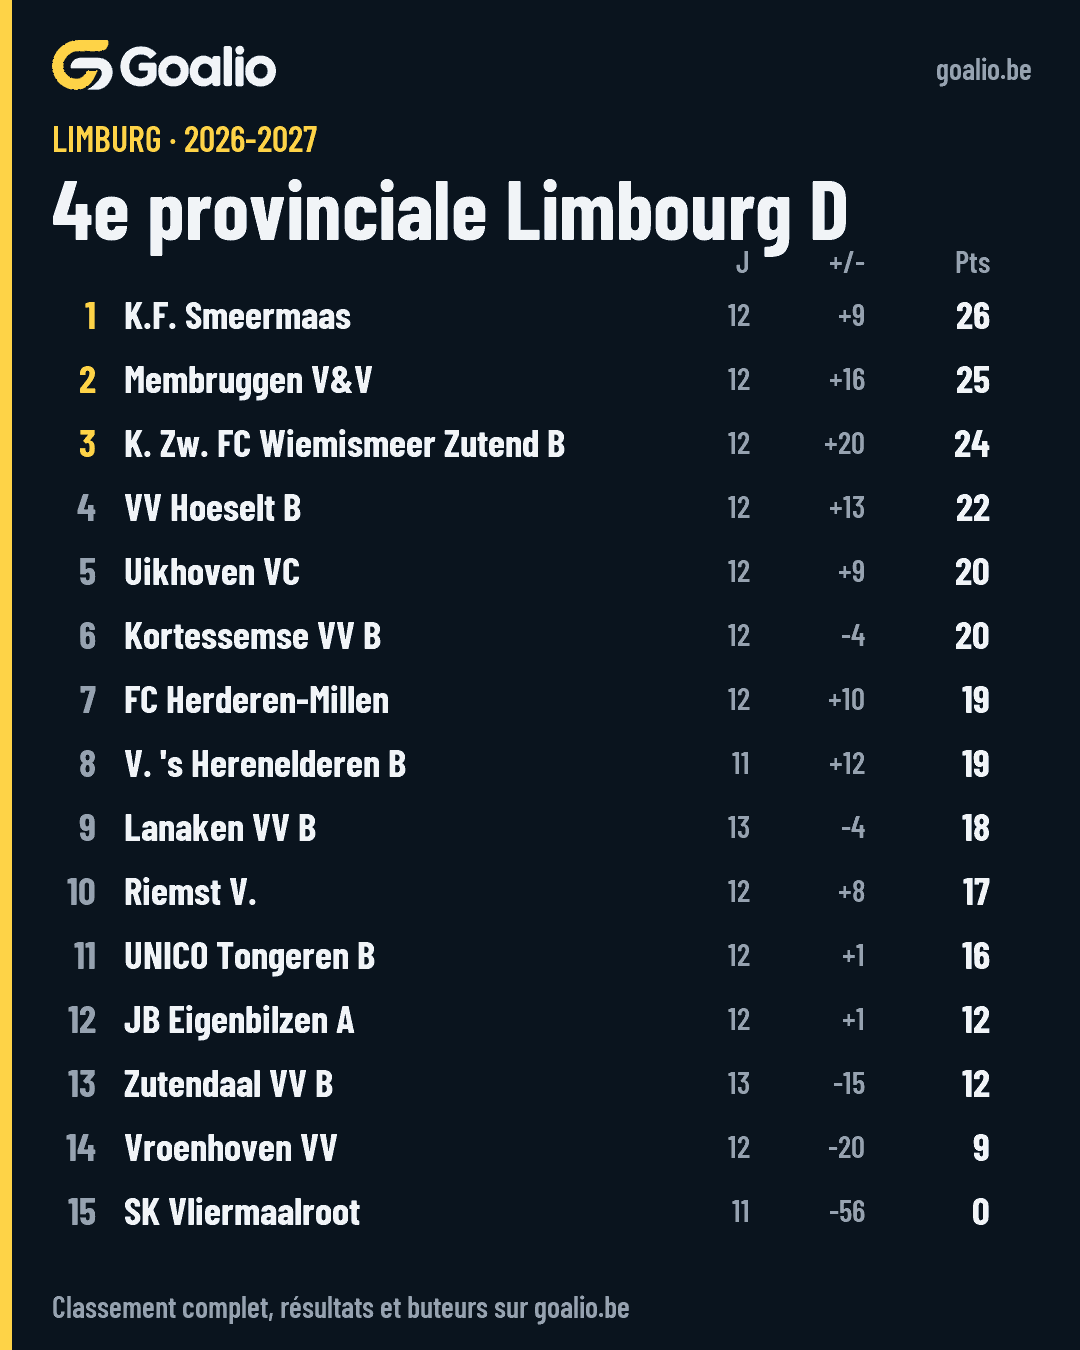 Goalio goalio.be
LIMBURG · 2026-2027
4e provinciale Limbourg D
J +/- Pts
1 K.F. Smeermaas 12 +9 26
2 Membruggen V&V 12 +16 25
3 K. Zw. FC Wiemismeer Zutend B 12 +20 24
4 VV Hoeselt B 12 +13 22
5 Uikhoven VC 12 +9 20
6 Kortessemse VV B 12 -4 20
7 FC Herderen-Millen 12 +10 19
8 V. 's Herenelderen B 11 +12 19
9 Lanaken VV B 13 -4 18
10 Riemst V. 12 +8 17
11 UNICO Tongeren B 12 +1 16
12 JB Eigenbilzen A 12 +1 12
13 Zutendaal VV B 13 -15 12
14 Vroenhoven VV 12 -20 9
15 SK Vliermaalroot 11 -56 0
Classement complet, résultats et buteurs sur goalio.be